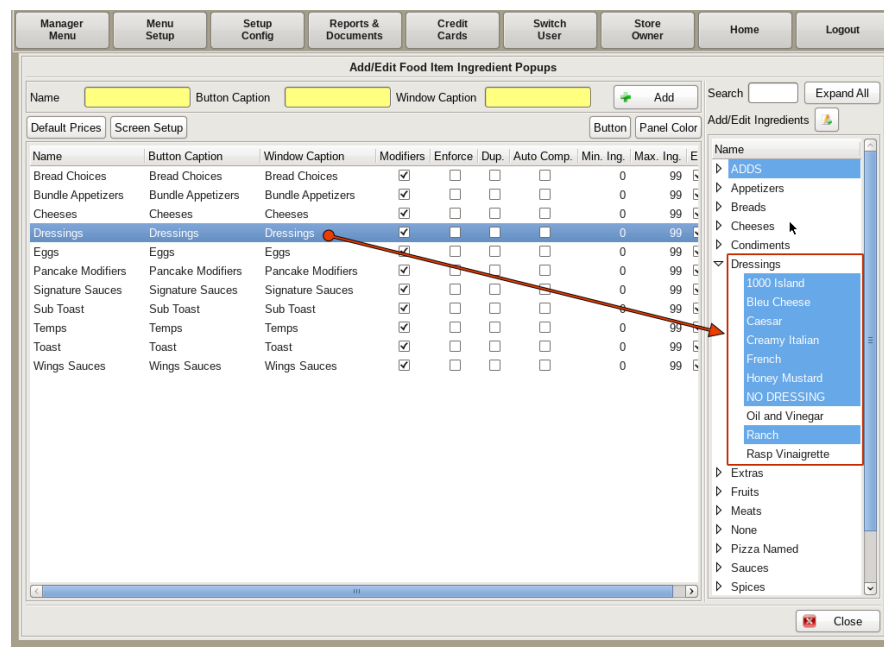 Manager Menu Menu Setup Setup Config Reports & Documents Credit Cards Switch User Store Owner Home Logout
Add/Edit Food Item Ingredient Popups
Name Button Caption Window Caption Add Search Expand All
Default Prices Screen Setup Button Panel Color Add/Edit Ingredients
Name Button Caption Window Caption Modifiers Enforce Dup. Auto Comp. Min. Ing. Max. Ing. E
Bread Choices Bread Choices Bread Choices 0 99
Bundle Appetizers Bundle Appetizers Bundle Appetizers 0 99
Cheeses Cheeses Cheeses 0 99
Dressings Dressings Dressings 0 99
Eggs Eggs Eggs 0 99
Pancake Modifiers Pancake Modifiers Pancake Modifiers 0 99
Signature Sauces Signature Sauces Signature Sauces 0 99
Sub Toast Sub Toast Sub Toast 0 99
Temps Temps Temps 0 99
Toast Toast Toast 0 99
Wings Sauces Wings Sauces Wings Sauces 0 99
Name
ADDS
Appetizers
Breads
Cheeses
Condiments
Dressings
1000 Island
Bleu Cheese
Caesar
Creamy Italian
French
Honey Mustard
NO DRESSING
Oil and Vinegar
Ranch
Rasp Vinaigrette
Extras
Fruits
Meats
None
Pizza Named
Sauces
Spices
Close